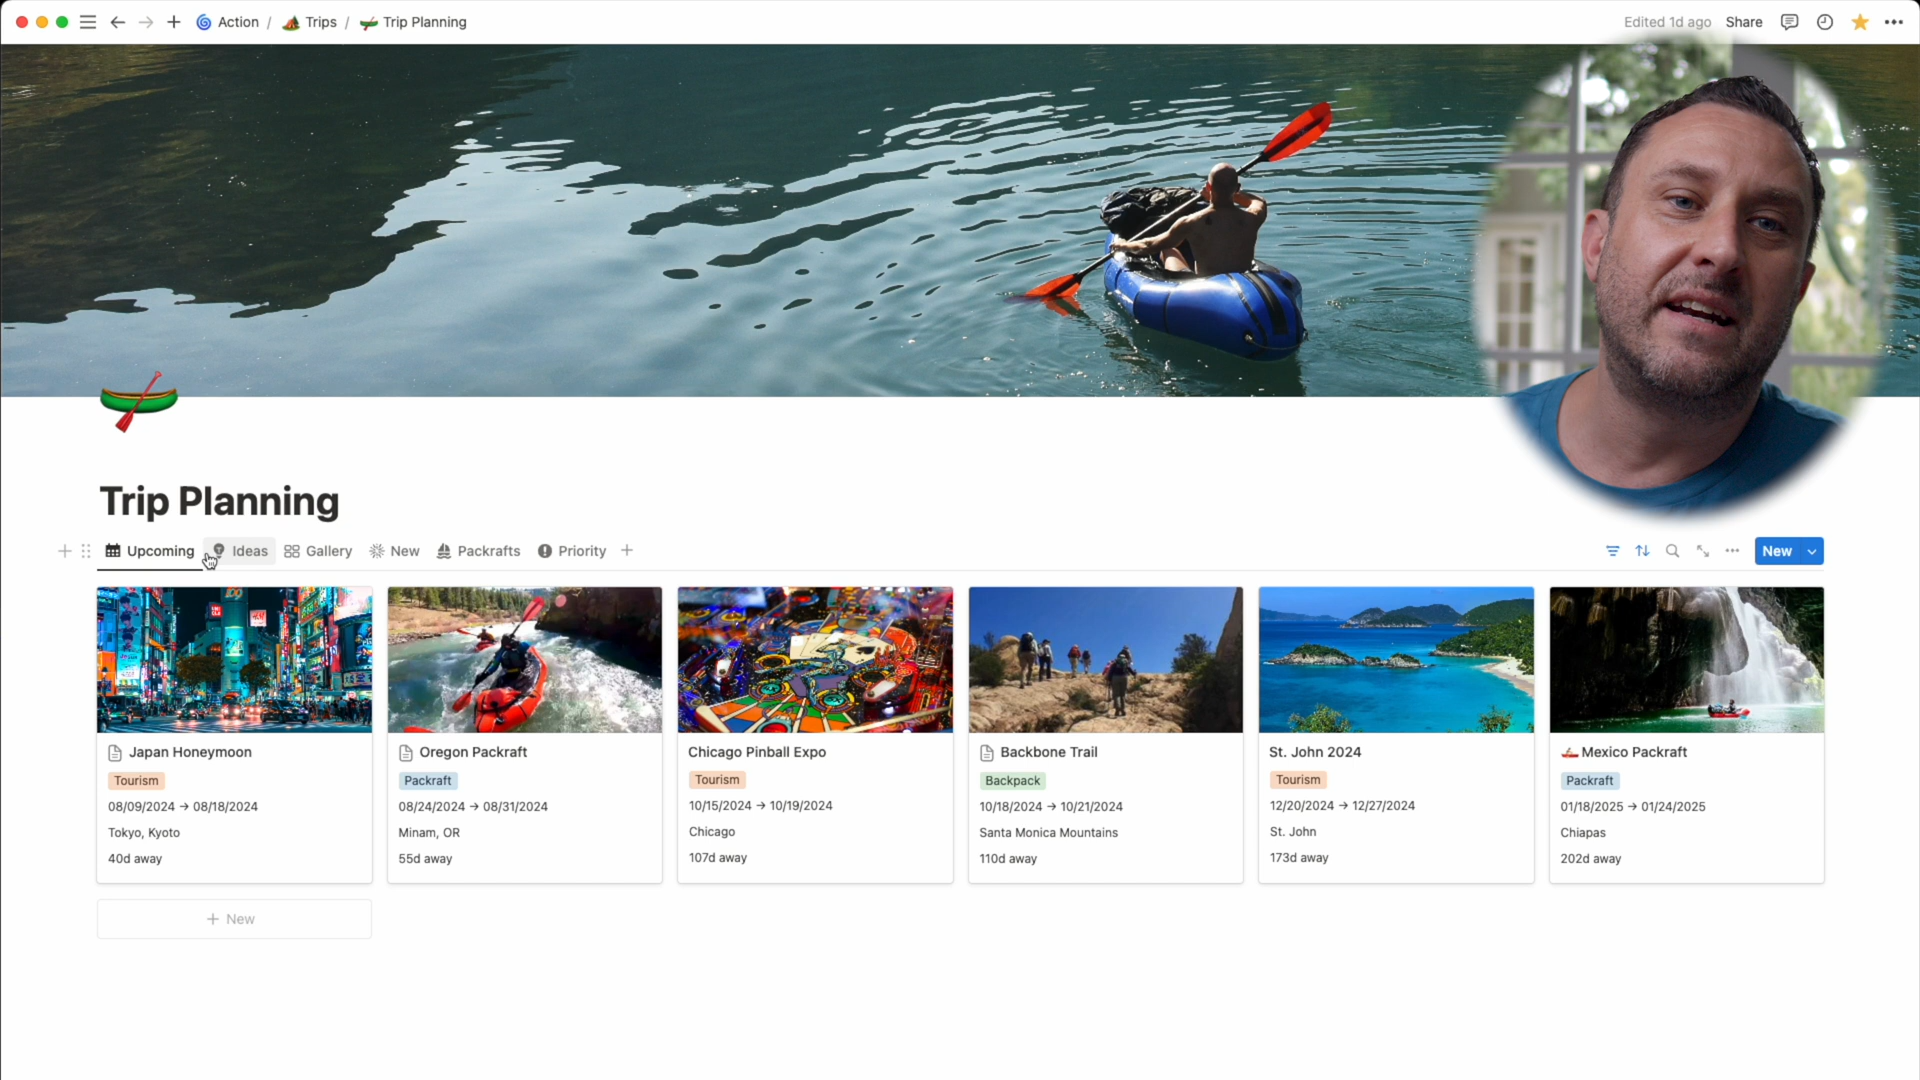 Action / Trips / Trip Planning
Edited 1d ago Share
Trip Planning
Upcoming Ideas Gallery New Packrafts Priority
New
Japan Honeymoon
Tourism
08/09/2024 → 08/18/2024
Tokyo, Kyoto
40d away
Oregon Packraft
Packraft
08/24/2024 → 08/31/2024
Minam, OR
55d away
Chicago Pinball Expo
Tourism
10/15/2024 → 10/19/2024
Chicago
107d away
Backbone Trail
Backpack
10/18/2024 → 10/21/2024
Santa Monica Mountains
110d away
St. John 2024
Tourism
12/20/2024 → 12/27/2024
St. John
173d away
Mexico Packraft
Packraft
01/18/2025 → 01/24/2025
Chiapas
202d away
+ New